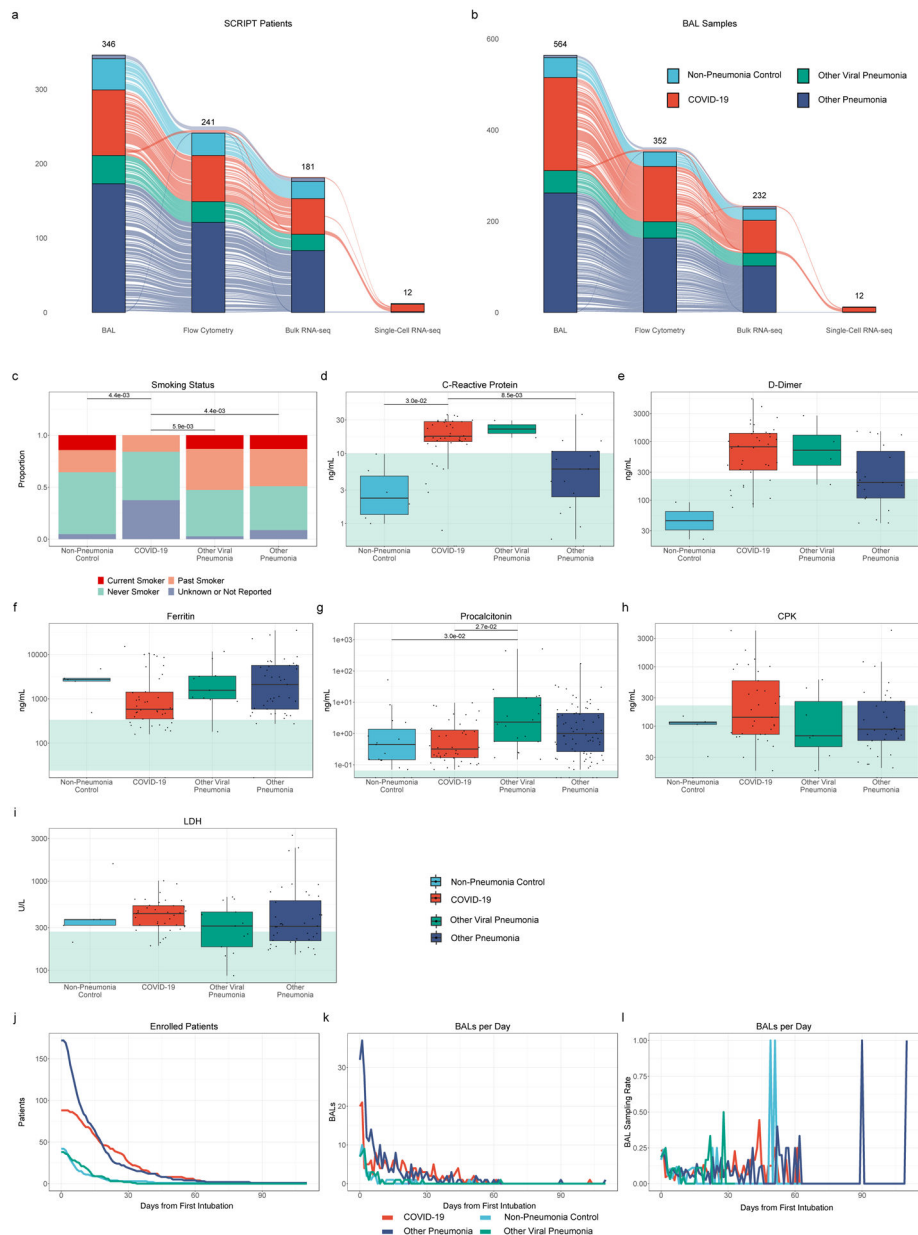 a
SCRIPT Patients
346
300
241
200
181
100
12
0
BAL
Flow Cytometry
Bulk RNA-seq
Single-Cell RNA-seq
b
BAL Samples
600
564
Non-Pneumonia Control
Other Viral Pneumonia
COVID-19
Other Pneumonia
400
352
232
200
12
0
BAL
Flow Cytometry
Bulk RNA-seq
Single-Cell RNA-seq
c
Smoking Status
4.4e-03
4.4e-03
5.9e-03
1.0
0.5
0.0
Proportion
Non-Pneumonia
Control
COVID-19
Other Viral
Pneumonia
Other
Pneumonia
Current Smoker
Past Smoker
Never Smoker
Unknown or Not Reported
d
C-Reactive Protein
3.0e-02
8.5e-03
30
10
3
1
ng/mL
Non-Pneumonia
Control
COVID-19
Other Viral
Pneumonia
Other
Pneumonia
e
D-Dimer
3000
1000
300
100
30
ng/mL
Non-Pneumonia
Control
COVID-19
Other Viral
Pneumonia
Other
Pneumonia
f
Ferritin
10000
1000
100
ng/mL
Non-Pneumonia
Control
COVID-19
Other Viral
Pneumonia
Other
Pneumonia
g
Procalcitonin
2.7e-02
3.0e-02
1e+03
1e+02
1e+01
1e+00
1e-01
ng/mL
Non-Pneumonia
Control
COVID-19
Other Viral
Pneumonia
Other
Pneumonia
h
CPK
3000
1000
300
100
30
ng/mL
Non-Pneumonia
Control
COVID-19
Other Viral
Pneumonia
Other
Pneumonia
i
LDH
3000
1000
300
100
U/L
Non-Pneumonia
Control
COVID-19
Other Viral
Pneumonia
Other
Pneumonia
Non-Pneumonia Control
COVID-19
Other Viral Pneumonia
Other Pneumonia
j
Enrolled Patients
150
100
50
0
Patients
0
30
60
90
Days from First Intubation
k
BALs per Day
30
20
10
0
BALs
0
30
60
90
Days from First Intubation
l
BALs per Day
1.00
0.75
0.50
0.25
0.00
BAL Sampling Rate
0
30
60
90
Days from First Intubation
COVID-19
Non-Pneumonia Control
Other Pneumonia
Other Viral Pneumonia